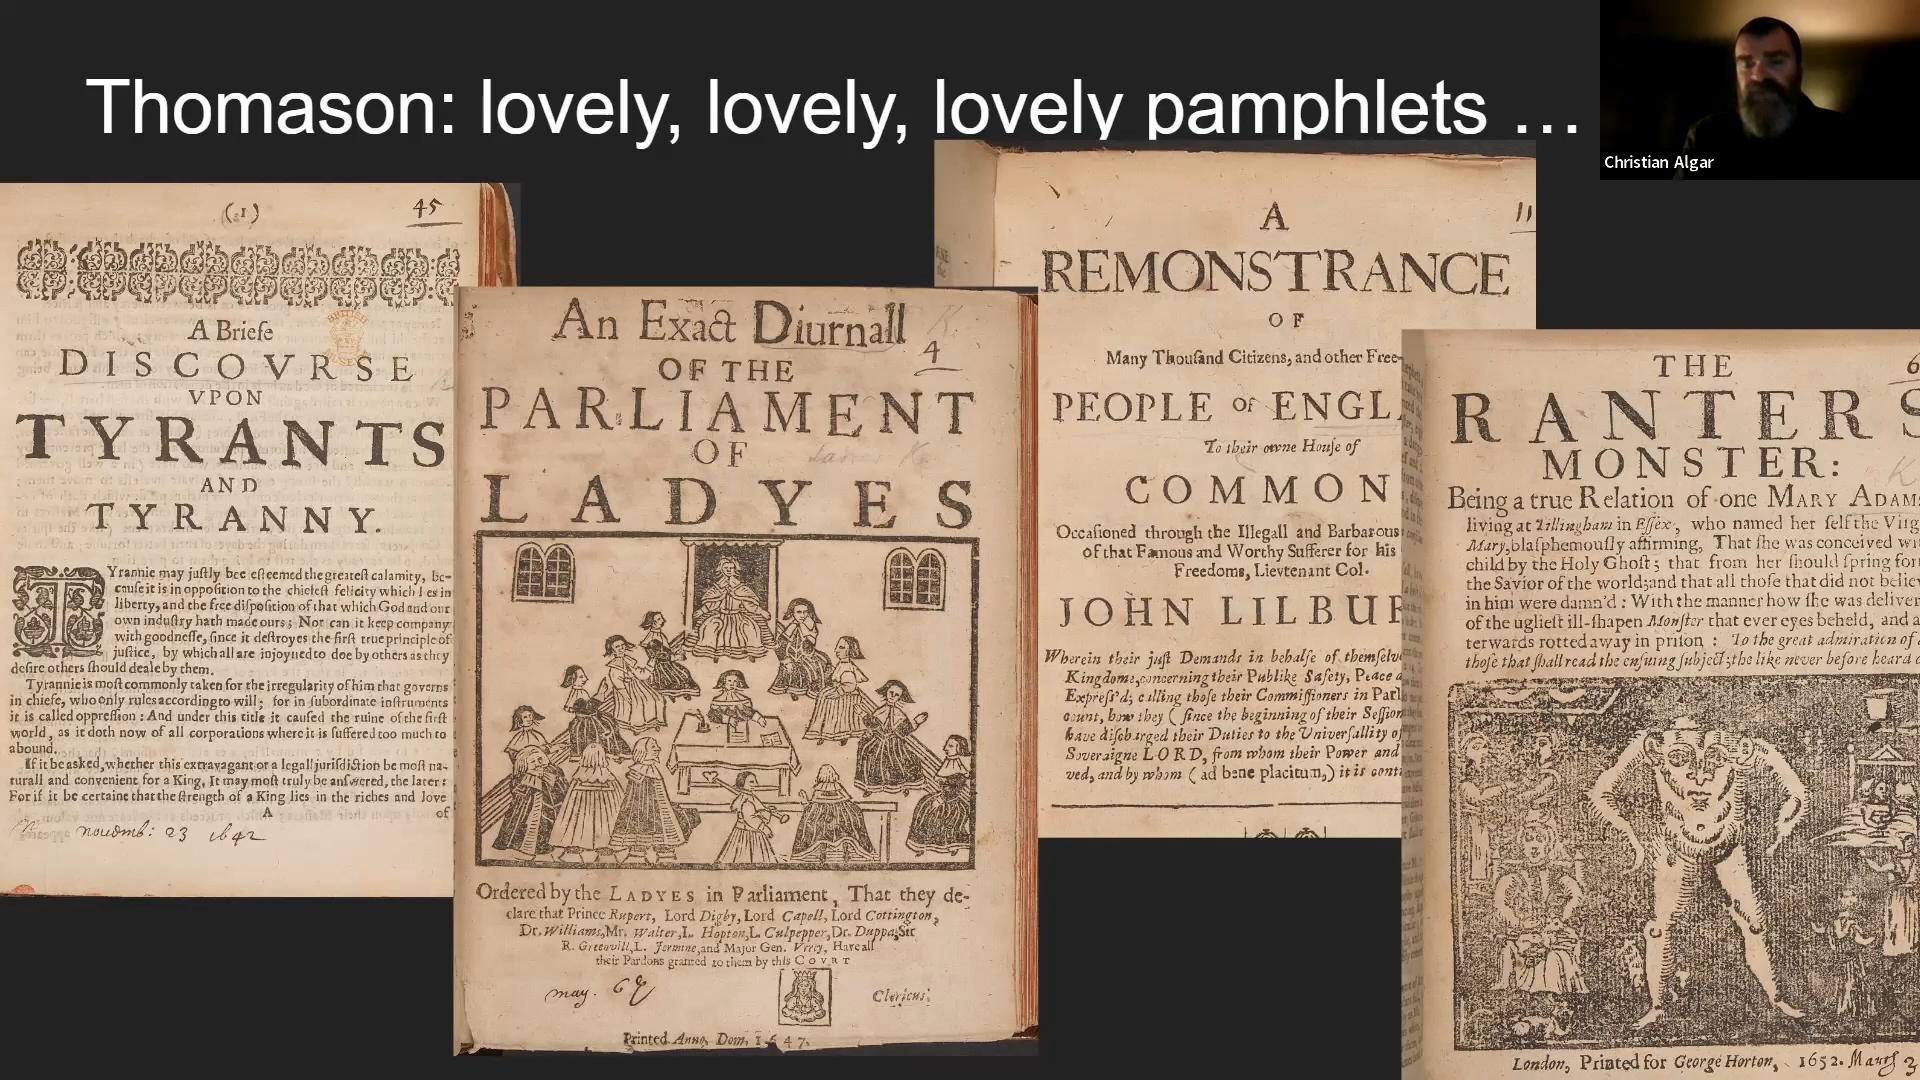 Thomason: lovely, lovely, lovely pamphlets …
Christian Algar
(1)
45
A Briefe
DISCOVRSE
VPON
TYRANTS
AND
TYRANNY.
TYrannie may justly bee esteemed the greatest calamity, be-
cause it is in opposition to the chiefest felicity which lies in
liberty, and the free disposition of that which God and our
own industry hath made ours; Nor can it keep company
with goodnesse, since it destroyes the first true principle of
justice, by which all are injoyned to doe by others as they
desire others should deale by them.
Tyrannie is most commonly taken for the irregularity of him that governs
in chiefe, who only rules according to will; for in subordinate instruments
it is called oppression: And under this title it caused the ruine of the first
world, as it doth now of all corporations where it is suffered too much to
abound.
If it be asked, whether this extravagant or a legall jurisdiction be most na-
turall and convenient for a King, It may most truly be answered, the later:
For if it be certaine that the strength of a King lies in the riches and love
A of
novemb: 23 1642
An Exact Diurnall
4
OF THE
PARLIAMENT
OF
LADYES
Ordered by the LADYES in Parliament, That they de-
clare that Prince Rupert, Lord Digby, Lord Capell, Lord Cottington,
Dr. Williams, Mr. Walter, L. Hopton, L. Culpepper, Dr. Duppa, Sir
R. Greenvill, L. Jermine, and Major Gen. Vrrey, Have all
their Pardons granted to them by this COVRT
may. 6
Clericus.
Printed Anno, Dom, 1647.
A
11
REMONSTRANCE
OF
Many Thousand Citizens, and other Free-
PEOPLE OF ENGL
To their owne House of
COMMON
Occasioned through the Illegall and Barbarous
of that Famous and Worthy Sufferer for his
Freedoms, Lievtenant Col.
JOHN LILBUR
Wherein their just Demands in behalfe of themselv
Kingdome, concerning their Publike Safety, Peace a
Express'd; calling those their Commissioners in Parl
count, how they (since the beginning of their Session
have discharged their Duties to the Universallity of
Soveraigne LORD, from whom their Power and
ved, and by whom (ad bene placitum,) it is conti
THE
6
RANTERS
MONSTER:
Being a true Relation of one MARY ADAMS
living at Tillingham in Essex, who named her self the Virg
Mary, blasphemously affirming, That she was conceived wi
child by the Holy Ghost; that from her should spring for
the Savior of the world; and that all those that did not believ
in him were damn'd: With the manner how she was deliver
of the ugliest ill-shapen Monster that ever eyes beheld, and a
terwards rotted away in prison: To the great admiration of
those that shall read the ensuing subject; the like never before heard o
London, Printed for George Horton, 1652. March 3